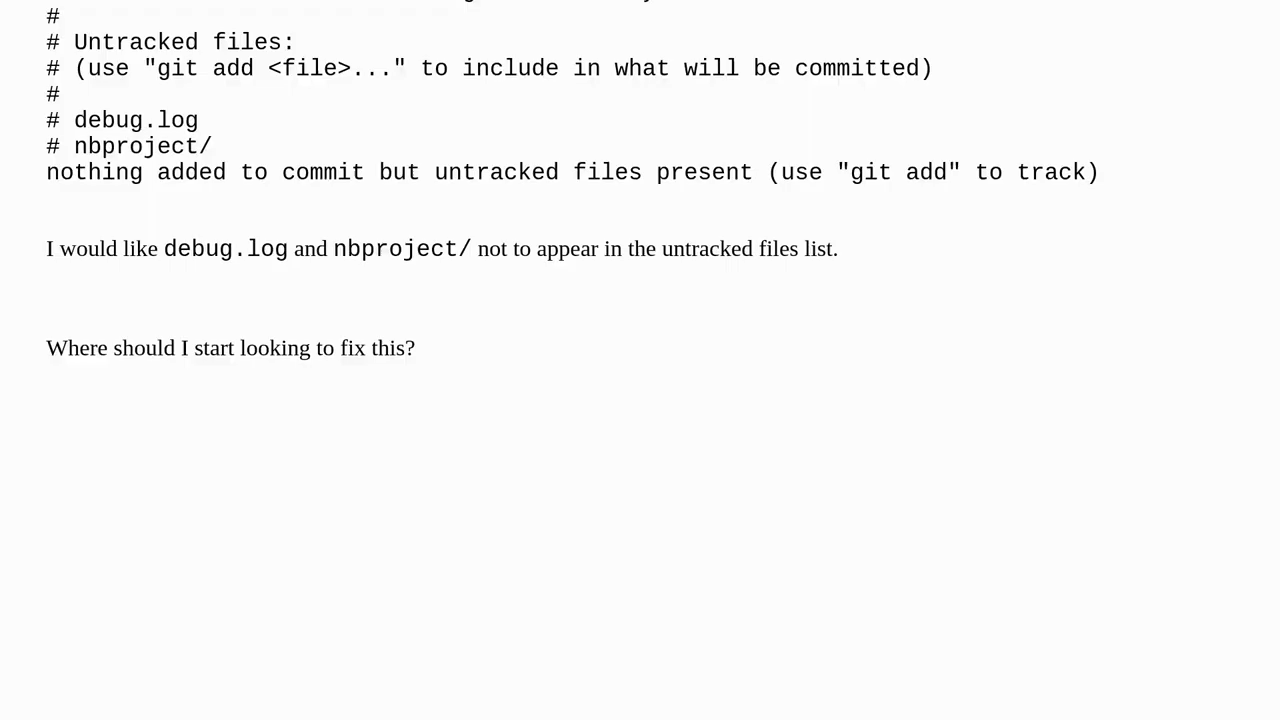 #
# Untracked files:
# (use "git add <file>..." to include in what will be committed)
#
# debug.log
# nbproject/
nothing added to commit but untracked files present (use "git add" to track)
I would like debug.log and nbproject/ not to appear in the untracked files list.
Where should I start looking to fix this?